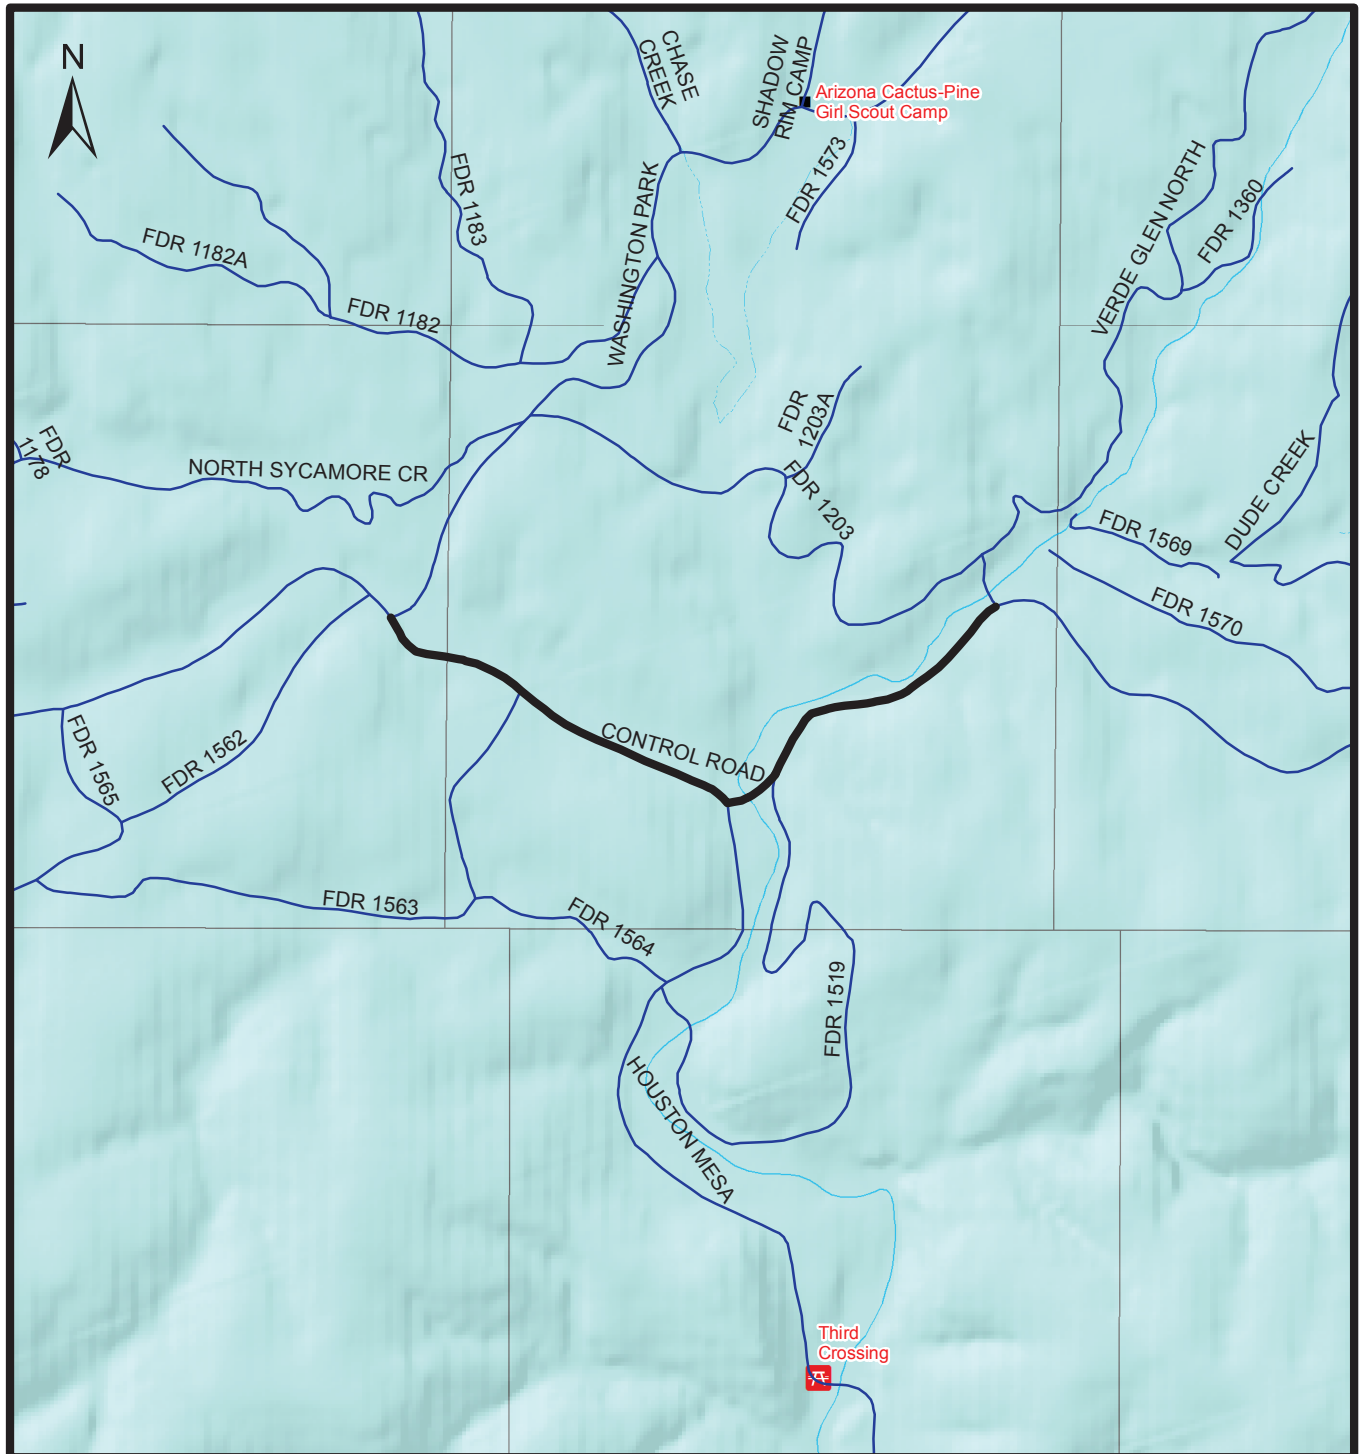 N
CHASE
CREEK
SHADOW
RIM CAMP
Arizona Cactus-Pine
Girl Scout Camp
FDR 1573
FDR 1183
WASHINGTON PARK
VERDE GLEN NORTH
FDR 1360
FDR 1182A
FDR 1182
FDR
1203A
FDR
1178
NORTH SYCAMORE CR
FDR 1203
DUDE CREEK
FDR 1569
FDR 1570
FDR 1565
FDR 1562
CONTROL ROAD
FDR 1563
FDR 1564
FDR 1519
HOUSTON MESA
Third
Crossing